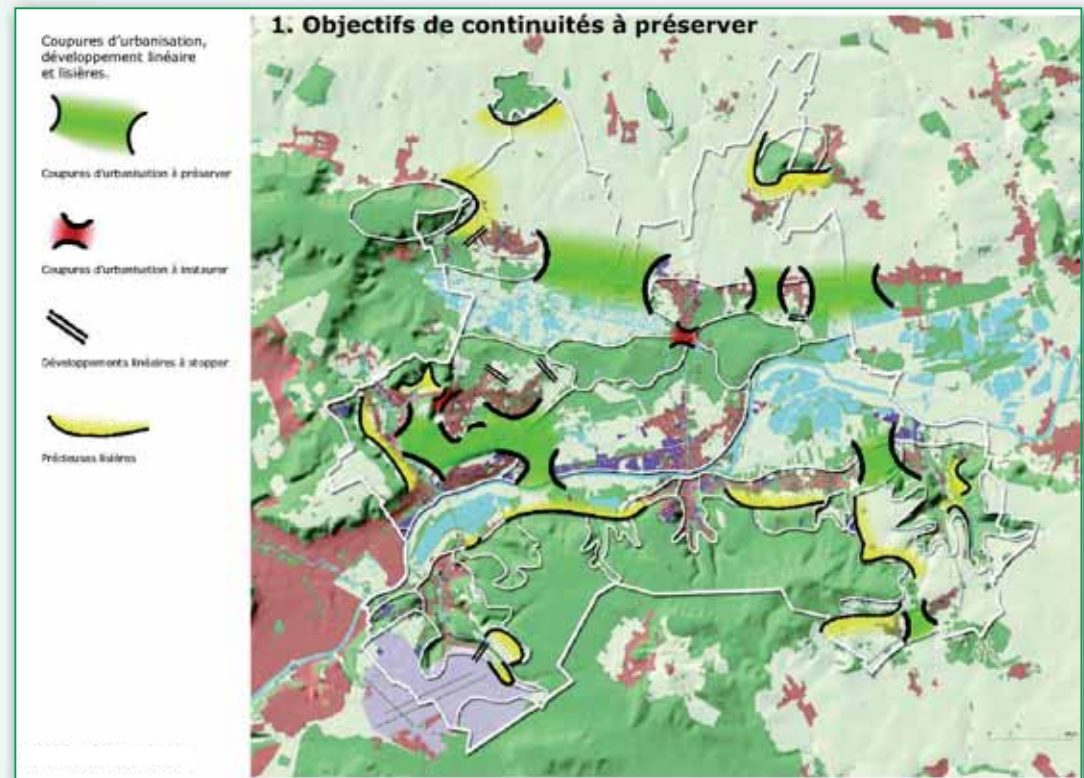 1. Objectifs de continuités à préserver
Coupures d'urbanisation,
développement linéaire
et lisières.
Coupures d'urbanisation à préserver
Coupures d'urbanisation à instaurer
Développements linéaires à stopper
Précieuses lisières